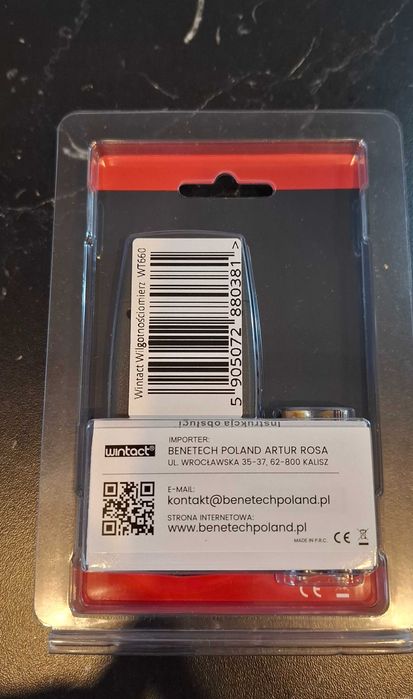 Wintact Wilgotnościomierz WT660
5 905072 880381 >
Instrukcja obsługi
wintact®
IMPORTER:
BENETECH POLAND ARTUR ROSA
UL. WROCŁAWSKA 35-37, 62-800 KALISZ
E-MAIL:
kontakt@benetechpoland.pl
STRONA INTERNETOWA:
www.benetechpoland.pl
MADE IN P.R.C. CE
CE